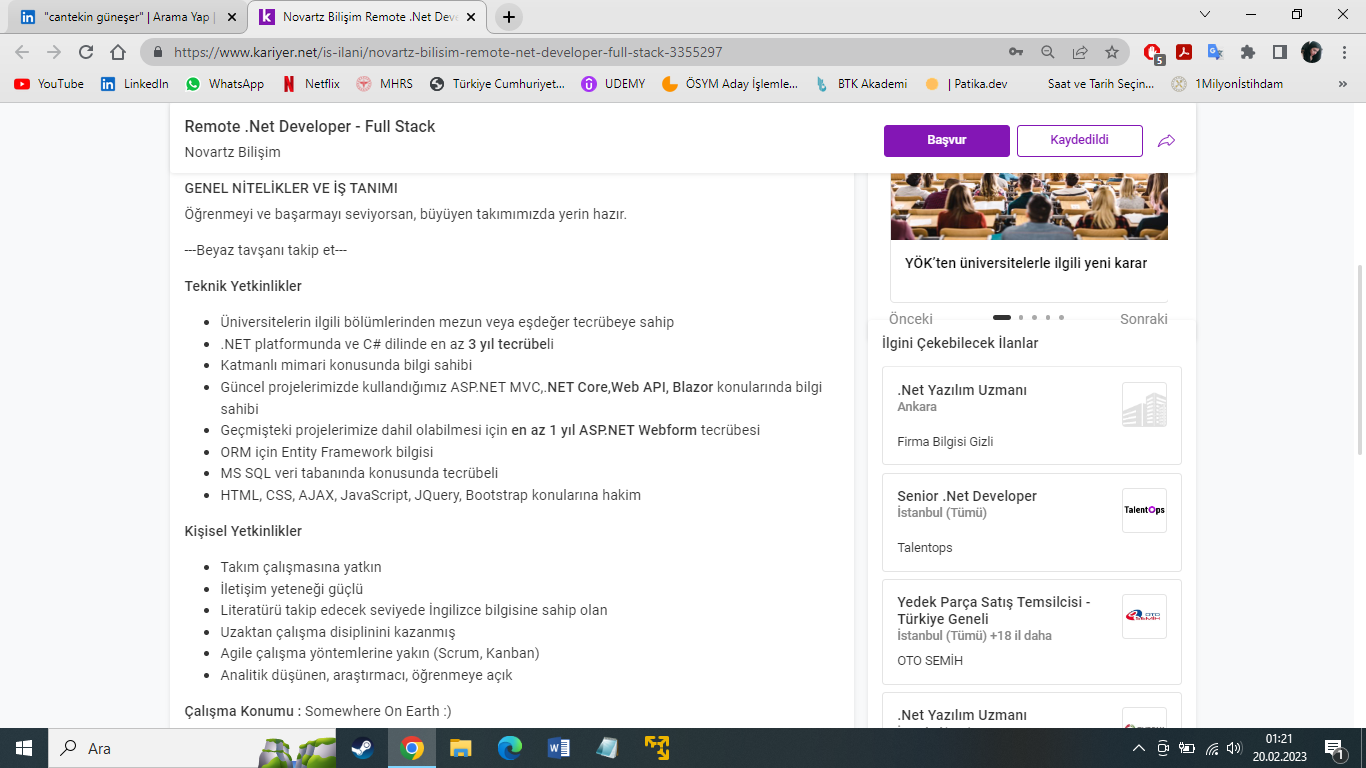 "cantekin güneşer" | Arama Yap |
Novartz Bilişim Remote .Net Deve
https://www.kariyer.net/is-ilani/novartz-bilisim-remote-net-developer-full-stack-3355297
5
YouTube LinkedIn WhatsApp Netflix MHRS Türkiye Cumhuriyet... UDEMY ÖSYM Aday İşlemle... BTK Akademi | Patika.dev Saat ve Tarih Seçin... 1Milyonİstihdam »
Remote .Net Developer - Full Stack
Novartz Bilişim
Başvur
Kaydedildi
GENEL NİTELİKLER VE İŞ TANIMI
Öğrenmeyi ve başarmayı seviyorsan, büyüyen takımımızda yerin hazır.
---Beyaz tavşanı takip et---
Teknik Yetkinlikler
Üniversitelerin ilgili bölümlerinden mezun veya eşdeğer tecrübeye sahip
.NET platformunda ve C# dilinde en az 3 yıl tecrübeli
Katmanlı mimari konusunda bilgi sahibi
Güncel projelerimizde kullandığımız ASP.NET MVC,.NET Core,Web API, Blazor konularında bilgi
sahibi
Geçmişteki projelerimize dahil olabilmesi için en az 1 yıl ASP.NET Webform tecrübesi
ORM için Entity Framework bilgisi
MS SQL veri tabanında konusunda tecrübeli
HTML, CSS, AJAX, JavaScript, JQuery, Bootstrap konularına hakim
Kişisel Yetkinlikler
Takım çalışmasına yatkın
İletişim yeteneği güçlü
Literatürü takip edecek seviyede İngilizce bilgisine sahip olan
Uzaktan çalışma disiplinini kazanmış
Agile çalışma yöntemlerine yakın (Scrum, Kanban)
Analitik düşünen, araştırmacı, öğrenmeye açık
Çalışma Konumu : Somewhere On Earth :)
YÖK'ten üniversitelerle ilgili yeni karar
Önceki
Sonraki
İlgini Çekebilecek İlanlar
.Net Yazılım Uzmanı
Ankara
Firma Bilgisi Gizli
Senior .Net Developer
İstanbul (Tümü)
TalentOps
Talentops
Yedek Parça Satış Temsilcisi -
Türkiye Geneli
İstanbul (Tümü) +18 il daha
OTO SEMİH
OTO SEMİH
.Net Yazılım Uzmanı
Ara
01:21
20.02.2023
1